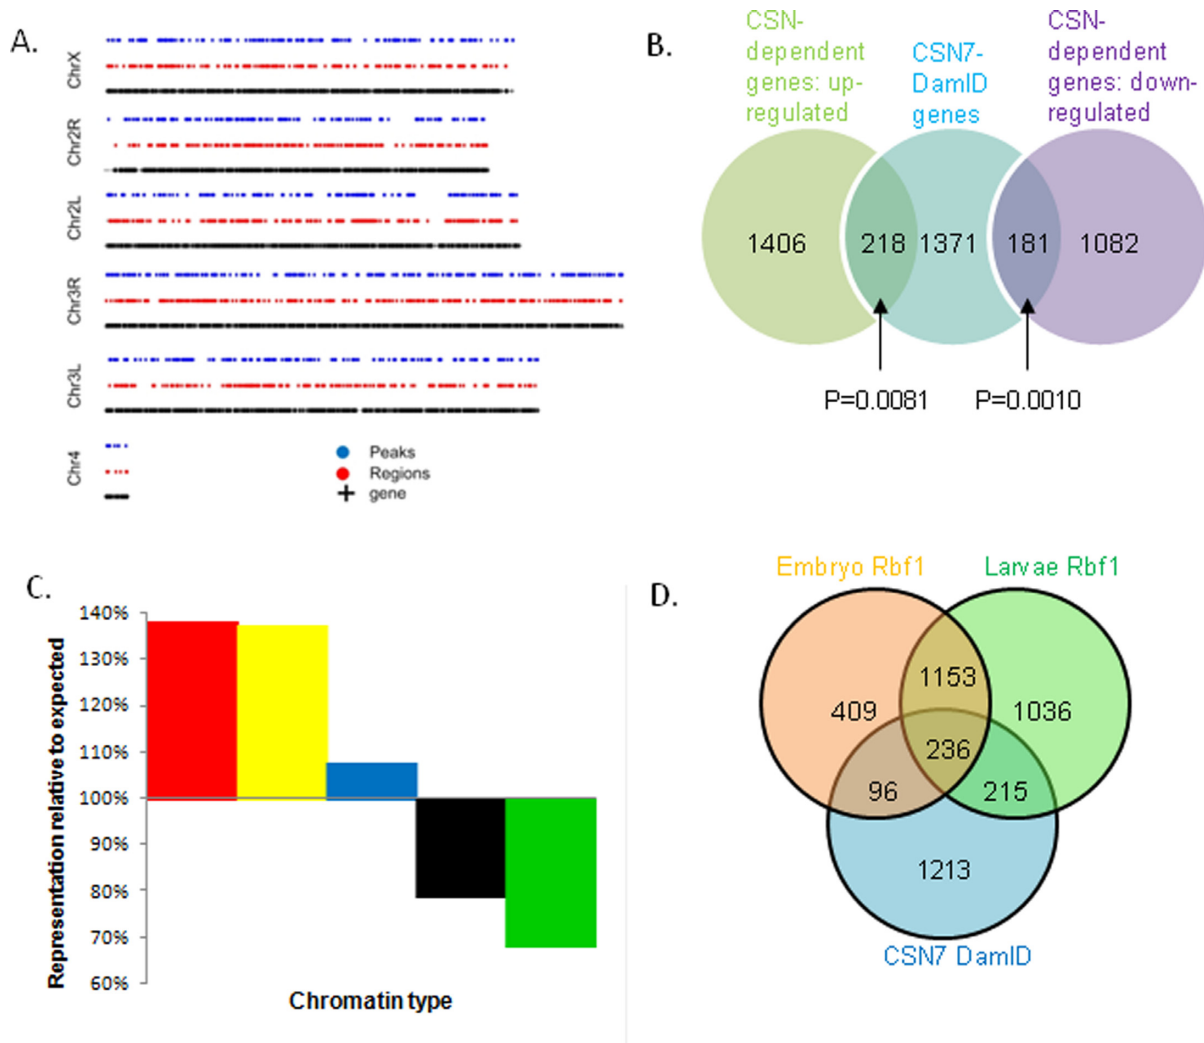 A.
ChrX
Chr2R
Chr2L
Chr3R
Chr3L
Chr4
Peaks
Regions
gene
B.
CSN-
dependent
genes: up-
regulated
CSN7-
DamID
genes
CSN-
dependent
genes: down-
regulated
1406
218
1371
181
1082
P=0.0081
P=0.0010
C.
Representation relative to expected
140%
130%
120%
110%
100%
90%
80%
70%
60%
Chromatin type
D.
Embryo Rbf1
Larvae Rbf1
1153
409
1036
236
96
215
1213
CSN7 DamID